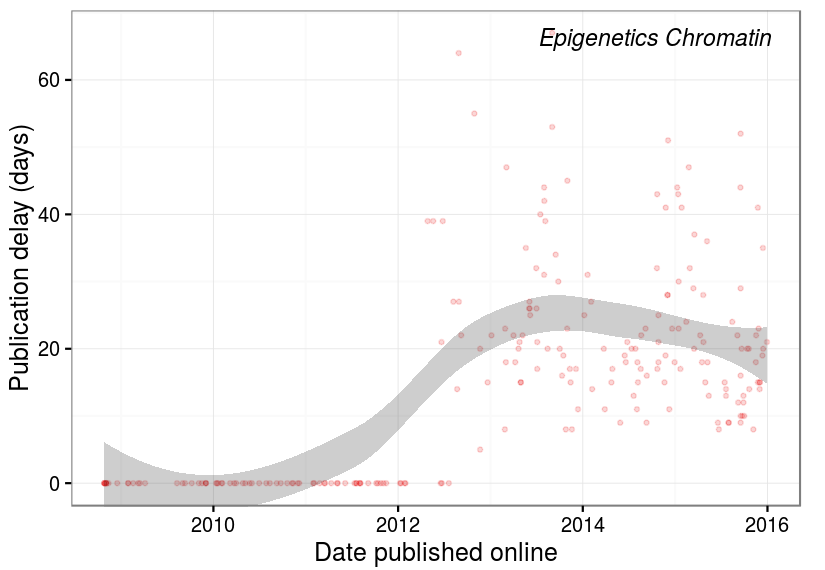 Epigenetics Chromatin
Publication delay (days)
60
40
20
0
2010 2012 2014 2016
Date published online